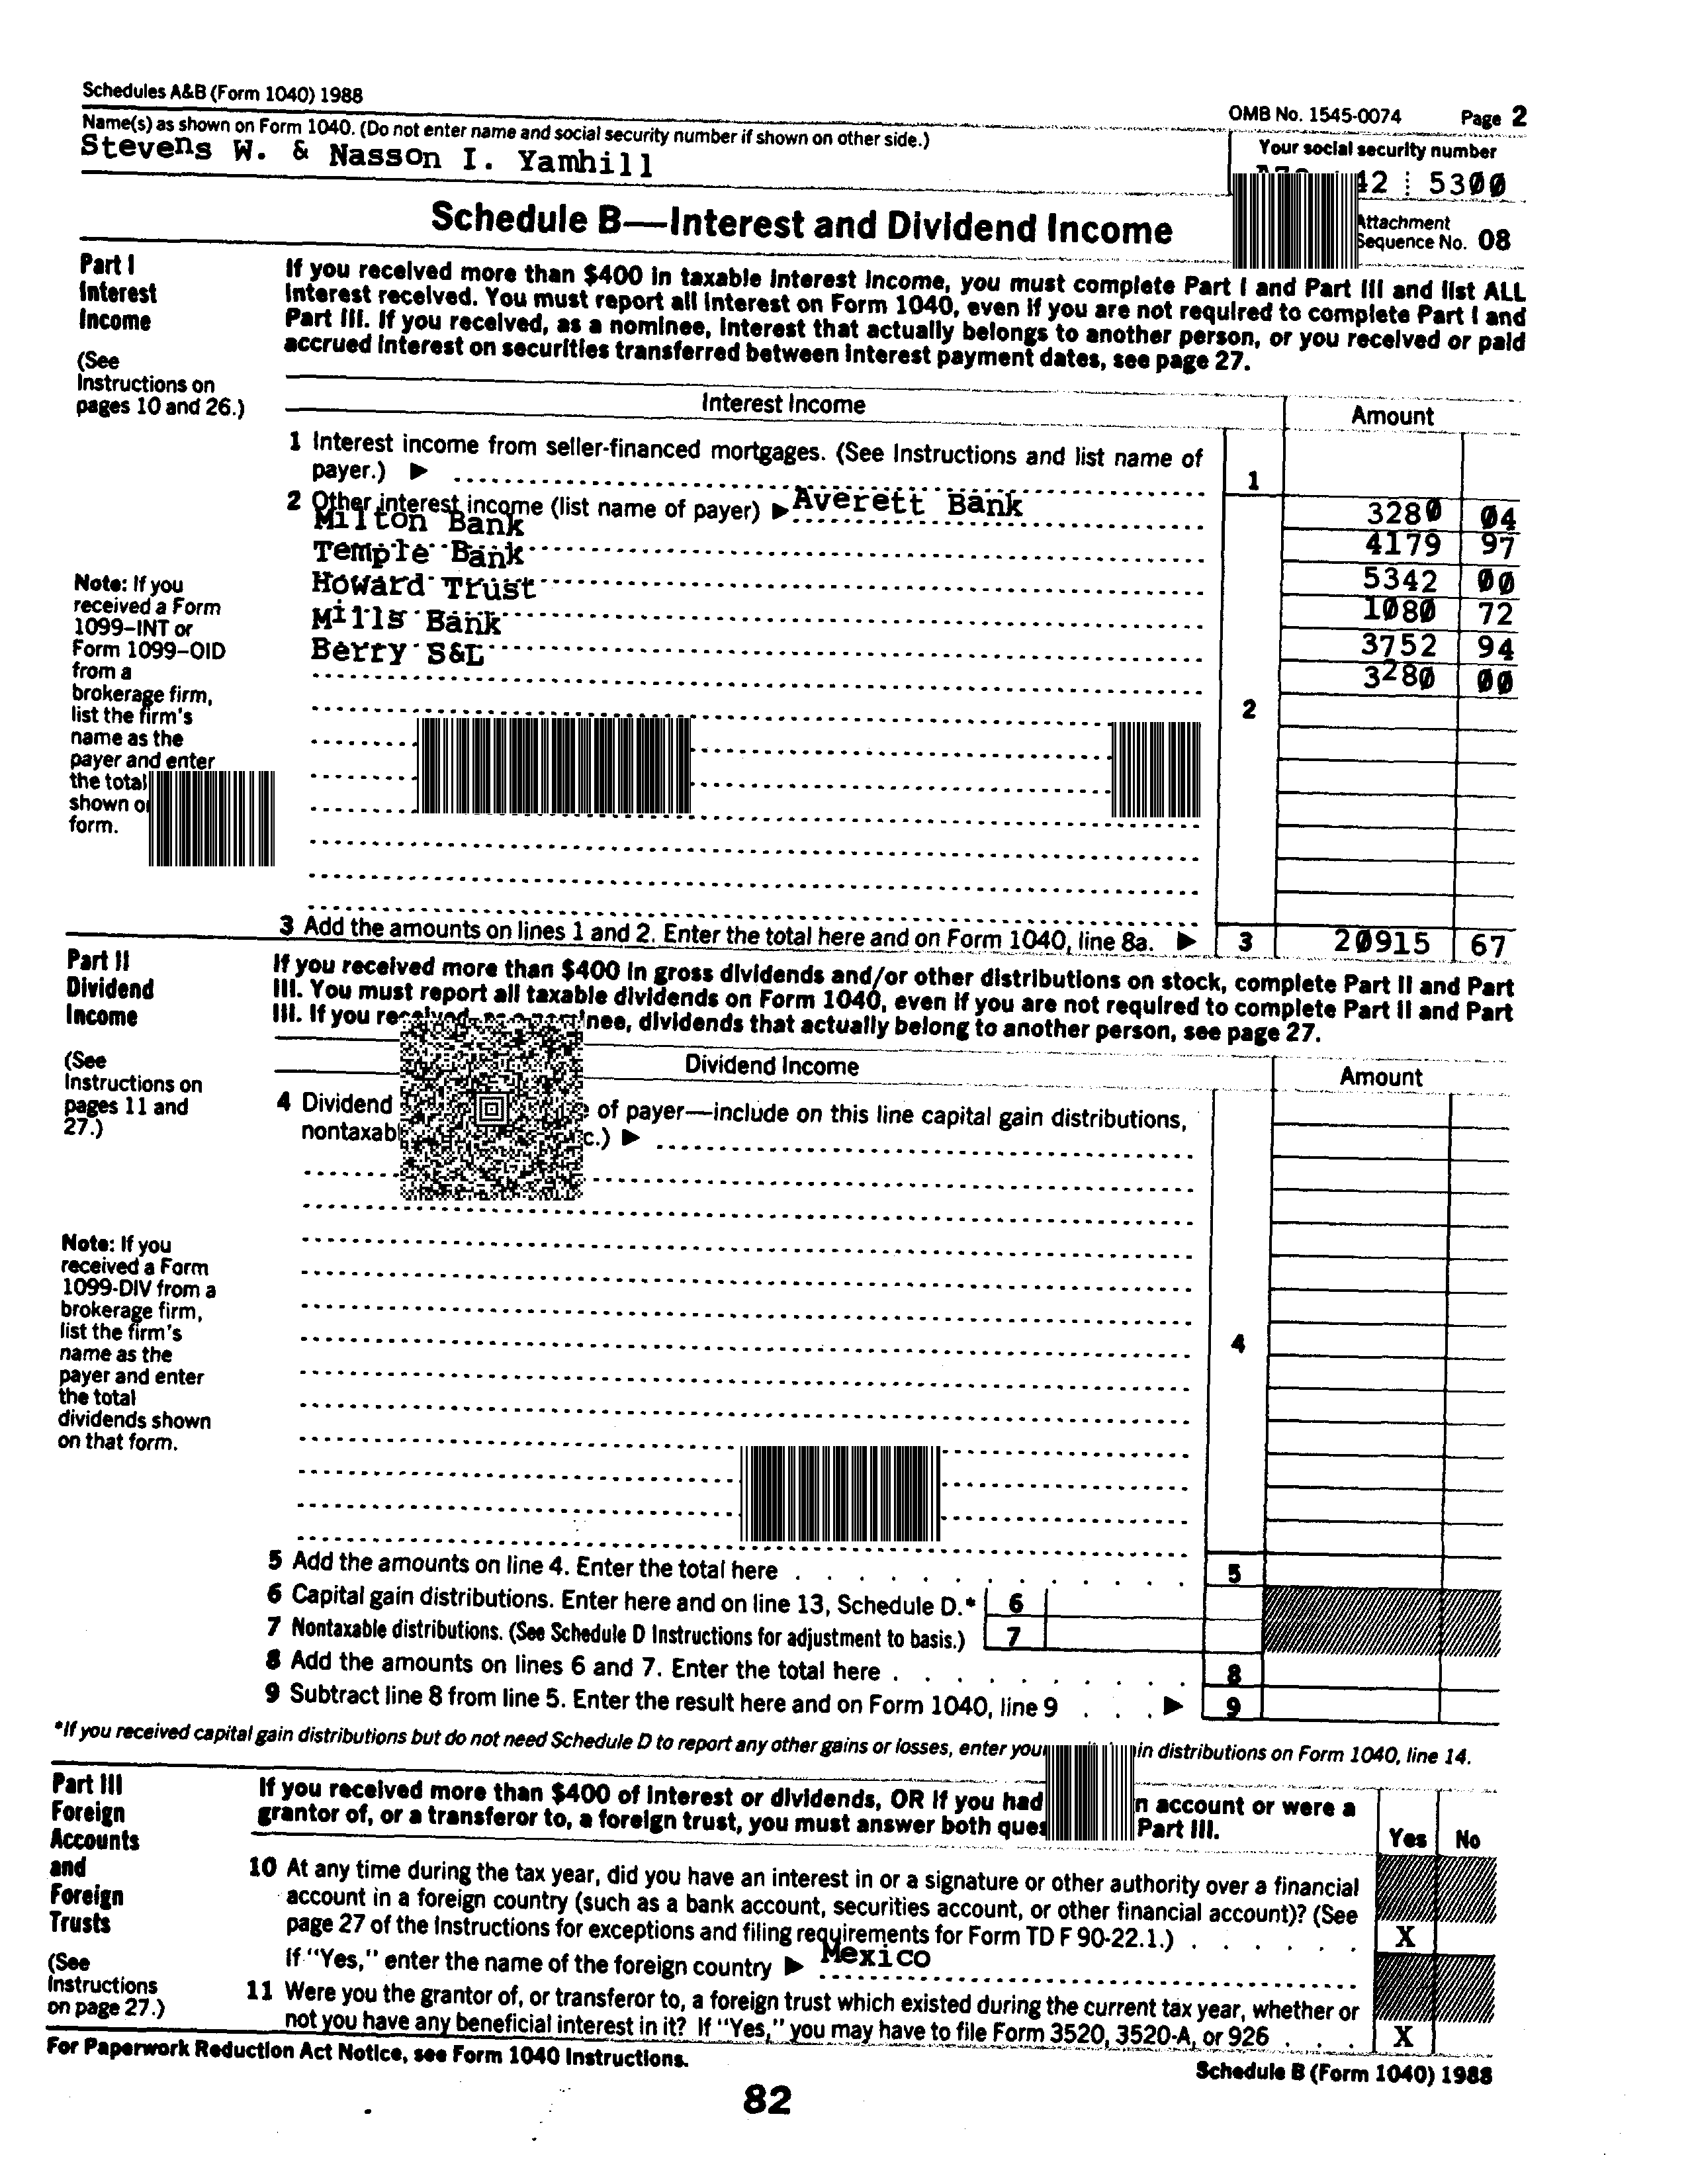 Schedules A&B (Form 1040) 1988
OMB No. 1545-0074 Page 2
Name(s) as shown on Form 1040. (Do not enter name and social security number if shown on other side.)
Your social security number
Stevens W. & Nasson I. Yamhill
42 5300
Schedule B—Interest and Dividend Income
Attachment
Sequence No. 08
Part I
Interest
Income
(See
Instructions on
pages 10 and 26.)
If you received more than $400 in taxable interest income, you must complete Part I and Part III and list ALL
interest received. You must report all interest on Form 1040, even if you are not required to complete Part I and
Part III. If you received, as a nominee, interest that actually belongs to another person, or you received or paid
accrued interest on securities transferred between interest payment dates, see page 27.
Interest Income Amount
1 Interest income from seller-financed mortgages. (See Instructions and list name of
payer.) ▶ 1
2 Other interest income (list name of payer) ▶ Averett Bank 3280 04
Milton Bank 4179 97
Temple Bank 5342 00
Howard Trust 1080 72
Mills Bank 3752 94
Berry S&L 3280 00
2
Note: If you
received a Form
1099–INT or
Form 1099–OID
from a
brokerage firm,
list the firm's
name as the
payer and enter
the total
shown
form.
3 Add the amounts on lines 1 and 2. Enter the total here and on Form 1040, line 8a. ▶ 3 20915 67
Part II
Dividend
Income
(See
Instructions on
pages 11 and
27.)
If you received more than $400 in gross dividends and/or other distributions on stock, complete Part II and Part
III. You must report all taxable dividends on Form 1040, even if you are not required to complete Part II and Part
III. If you received, as a nominee, dividends that actually belong to another person, see page 27.
Dividend Income Amount
4 Dividend of payer—include on this line capital gain distributions,
▶
4
Note: If you
received a Form
1099-DIV from a
brokerage firm,
list the firm's
name as the
payer and enter
the total
dividends shown
on that form.
5 Add the amounts on line 4. Enter the total here 5
6 Capital gain distributions. Enter here and on line 13, Schedule D.* 6
7 Nontaxable distributions. (See Schedule D Instructions for adjustment to basis.) 7
8 Add the amounts on lines 6 and 7. Enter the total here 8
9 Subtract line 8 from line 5. Enter the result here and on Form 1040, line 9 ▶ 9
*If you received capital gain distributions but do not need Schedule D to report any other gains or losses, enter your in distributions on Form 1040, line 14.
Part III
Foreign
Accounts
and
Foreign
Trusts
(See
Instructions
on page 27.)
If you received more than $400 of interest or dividends, OR if you had account or were a
grantor of, or a transferor to, a foreign trust, you must answer both Part III.
Yes No
10 At any time during the tax year, did you have an interest in or a signature or other authority over a financial
account in a foreign country (such as a bank account, securities account, or other financial account)? (See
page 27 of the Instructions for exceptions and filing requirements for Form TD F 90-22.1.) X
If "Yes," enter the name of the foreign country ▶ Mexico
11 Were you the grantor of, or transferor to, a foreign trust which existed during the current tax year, whether or
not you have any beneficial interest in it? If "Yes," you may have to file Form 3520, 3520-A, or 926 X
For Paperwork Reduction Act Notice, see Form 1040 Instructions.
Schedule B (Form 1040) 1988
82